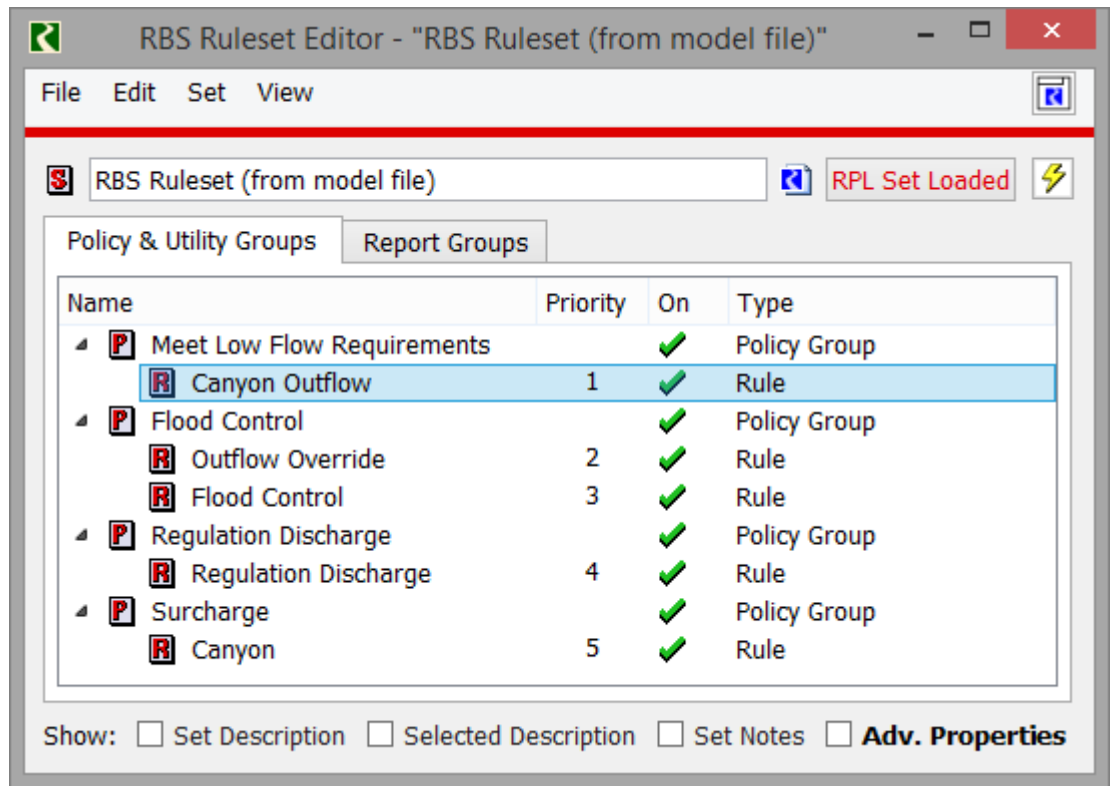 RBS Ruleset Editor - "RBS Ruleset (from model file)"
File Edit Set View
S RBS Ruleset (from model file) RPL Set Loaded
Policy & Utility Groups Report Groups
Name Priority On Type
P Meet Low Flow Requirements Policy Group
R Canyon Outflow 1 Rule
P Flood Control Policy Group
R Outflow Override 2 Rule
R Flood Control 3 Rule
P Regulation Discharge Policy Group
R Regulation Discharge 4 Rule
P Surcharge Policy Group
R Canyon 5 Rule
Show: Set Description Selected Description Set Notes Adv. Properties